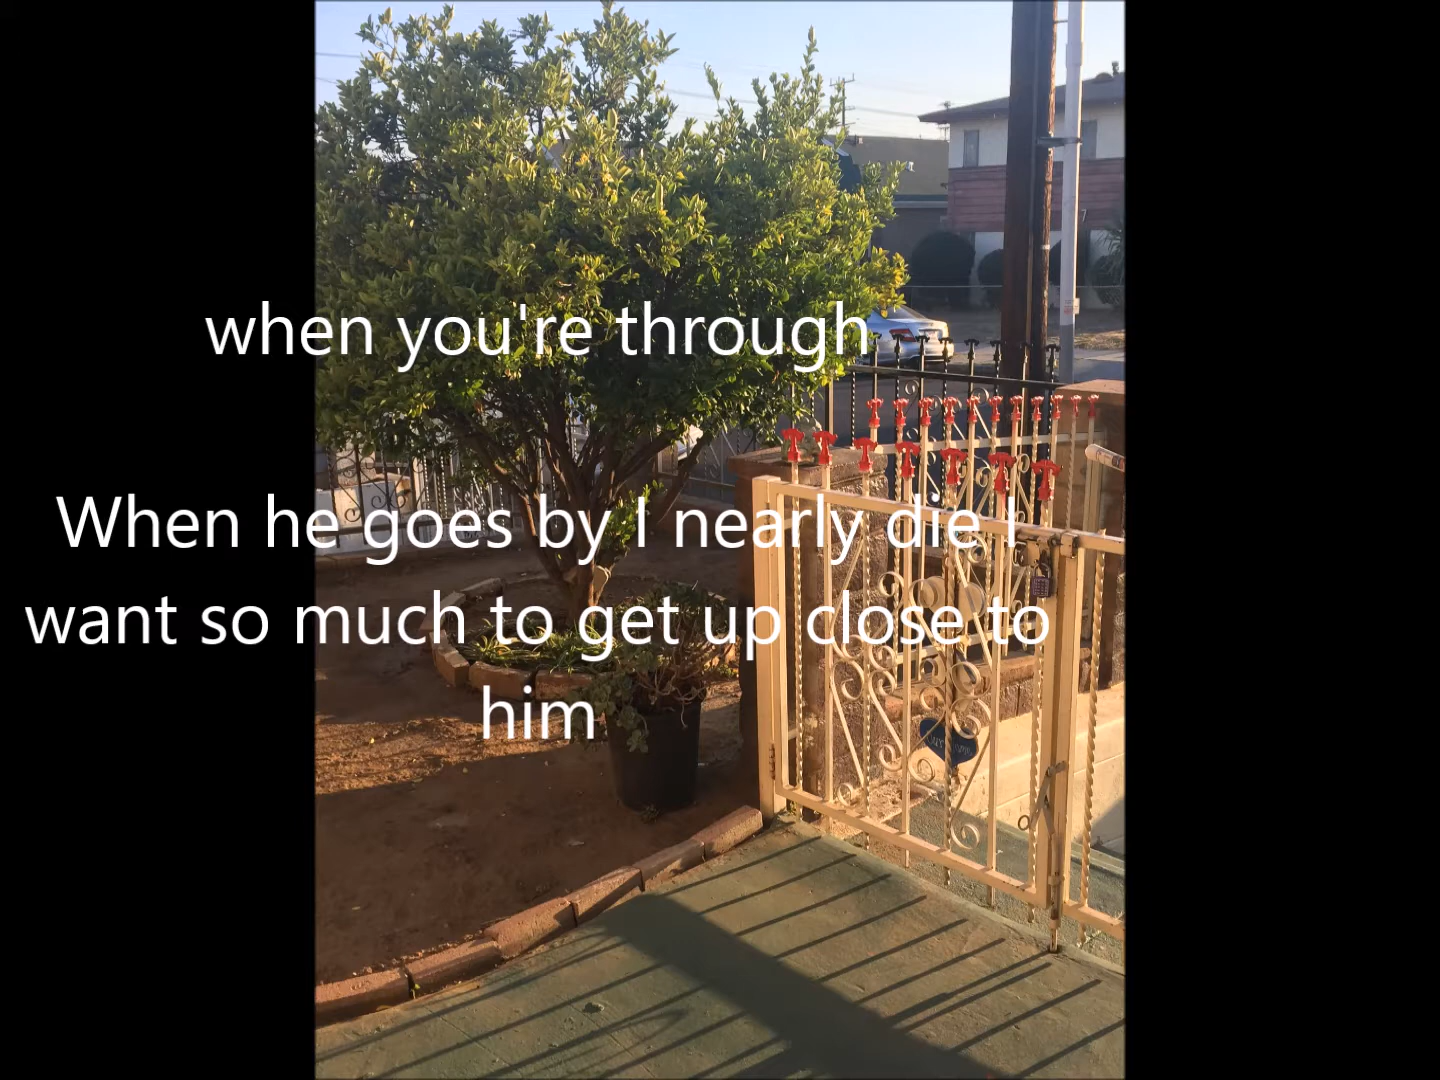 when you're through
When he goes by I nearly die I
want so much to get up close to
him